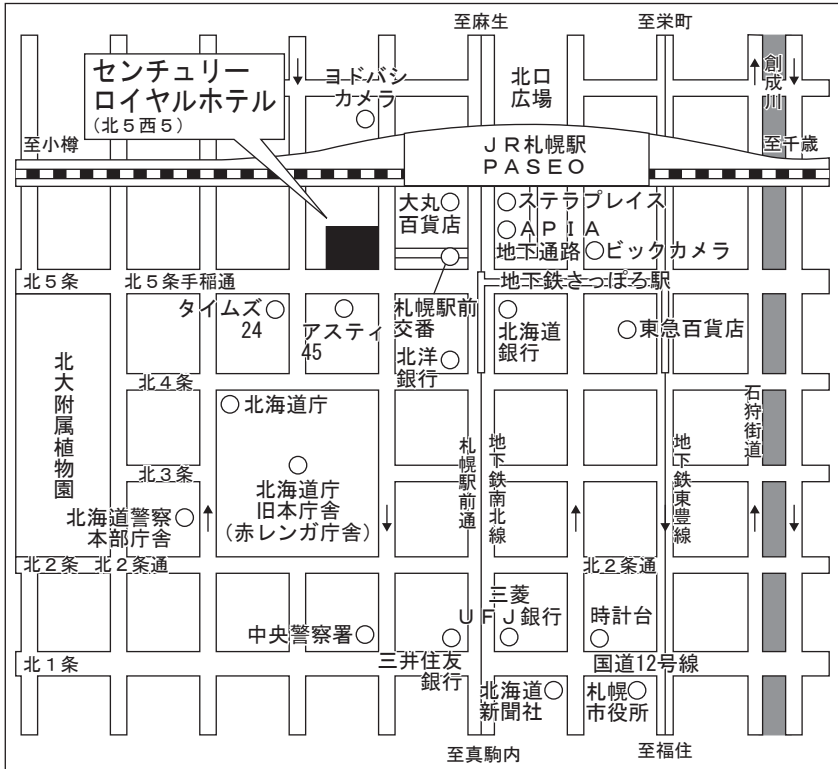 至麻生
至栄町
センチュリー
ロイヤルホテル
(北5西5)
ヨドバシ
カメラ
北口
広場
創成川
至小樽
JR札幌駅
PASEO
至千歳
大丸
百貨店
ステラプレイス
APIA
地下通路
ビックカメラ
北5条
北5条手稲通
地下鉄さっぽろ駅
タイムズ
24
アスティ
45
札幌駅前
交番
北海道
銀行
東急百貨店
北洋
銀行
北大附属植物園
北4条
北海道庁
石狩街道
北3条
北海道庁
旧本庁舎
(赤レンガ庁舎)
札幌駅前通
地下鉄南北線
地下鉄東豊線
北海道警察
本部庁舎
北2条
北2条通
北2条通
三菱
UFJ銀行
時計台
中央警察署
三井住友
銀行
北1条
国道12号線
北海道
新聞社
札幌
市役所
至真駒内
至福住